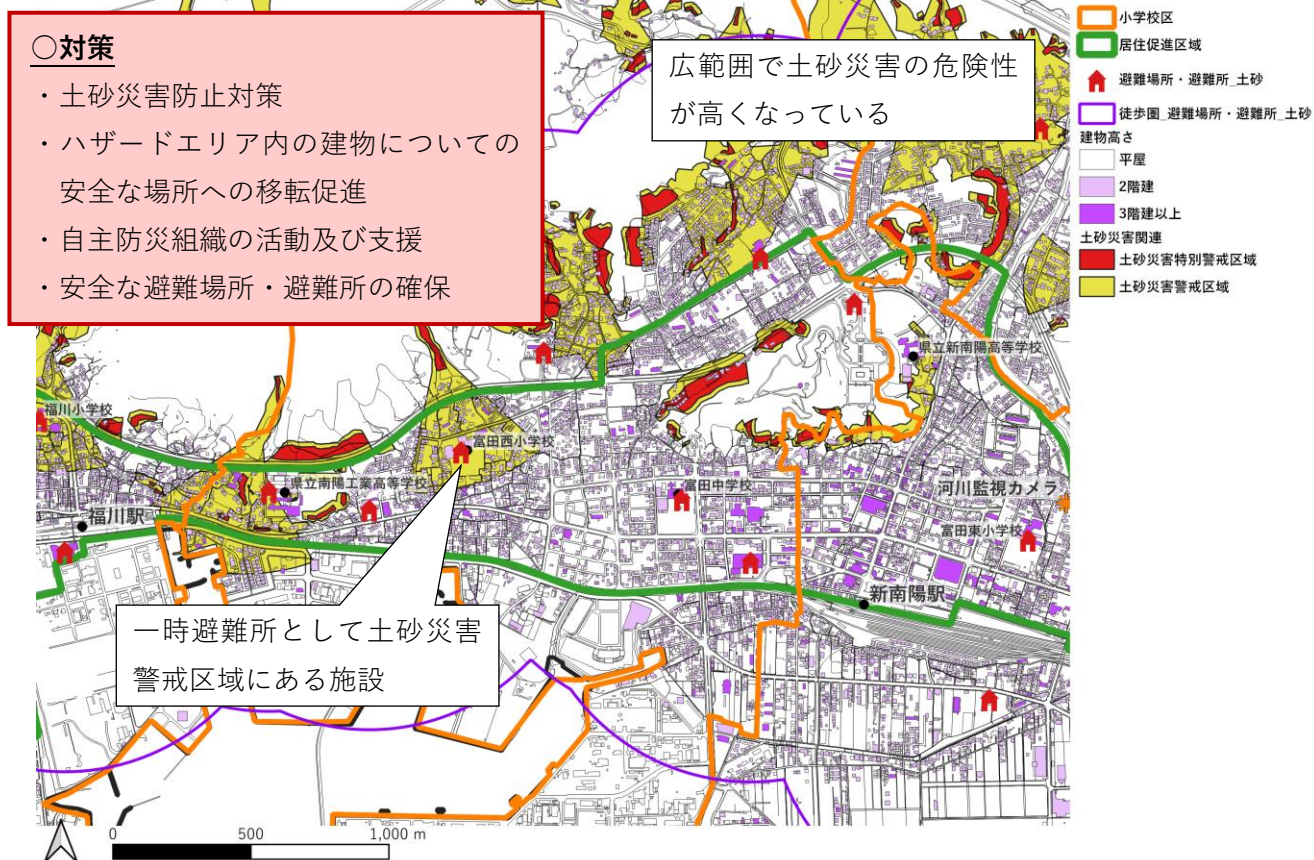 ○対策
・土砂災害防止対策
・ハザードエリア内の建物についての
安全な場所への移転促進
・自主防災組織の活動及び支援
・安全な避難場所・避難所の確保
広範囲で土砂災害の危険性
が高くなっている
小学校区
居住促進区域
避難場所・避難所_土砂
徒歩圏_避難場所・避難所_土砂
建物高さ
平屋
2階建
3階建以上
土砂災害関連
土砂災害特別警戒区域
土砂災害警戒区域
県立新南陽高等学校
福川小学校
富田西小学校
県立南陽工業高等学校
富田中学校
河川監視カメラ
福川駅
富田東小学校
新南陽駅
一時避難所として土砂災害
警戒区域にある施設
0 500 1,000 m